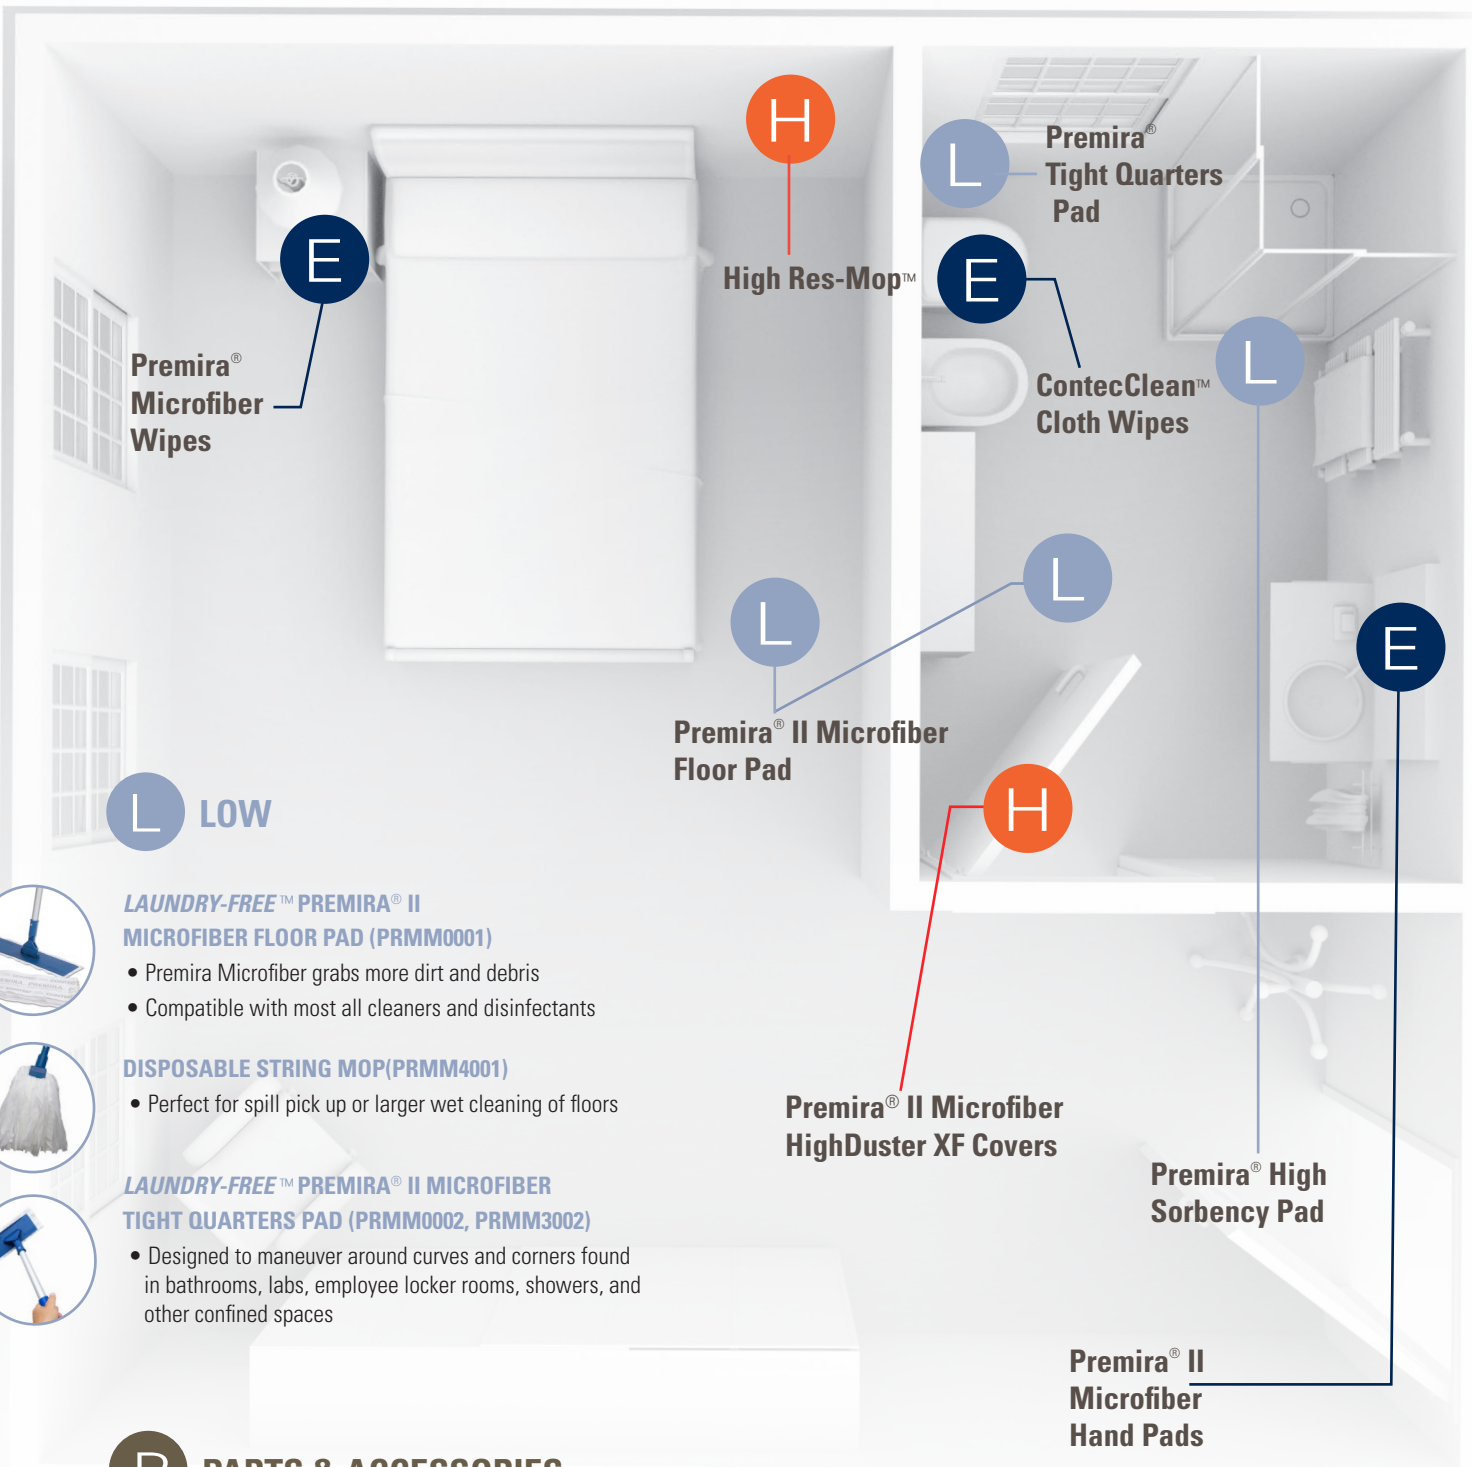 H
L
Premira®
Tight Quarters
Pad
E
High Res-Mop™
E
Premira®
Microfiber
Wipes
L
ContecClean™
Cloth Wipes
L
L
E
Premira® II Microfiber
Floor Pad
H
L LOW
LAUNDRY-FREE™ PREMIRA® II
MICROFIBER FLOOR PAD (PRMM0001)
• Premira Microfiber grabs more dirt and debris
• Compatible with most all cleaners and disinfectants
DISPOSABLE STRING MOP(PRMM4001)
• Perfect for spill pick up or larger wet cleaning of floors
LAUNDRY-FREE™ PREMIRA® II MICROFIBER
TIGHT QUARTERS PAD (PRMM0002, PRMM3002)
• Designed to maneuver around curves and corners found
in bathrooms, labs, employee locker rooms, showers, and
other confined spaces
Premira® II Microfiber
HighDuster XF Covers
Premira® High
Sorbency Pad
Premira® II
Microfiber
Hand Pads
PARTS & ACCESSORIES